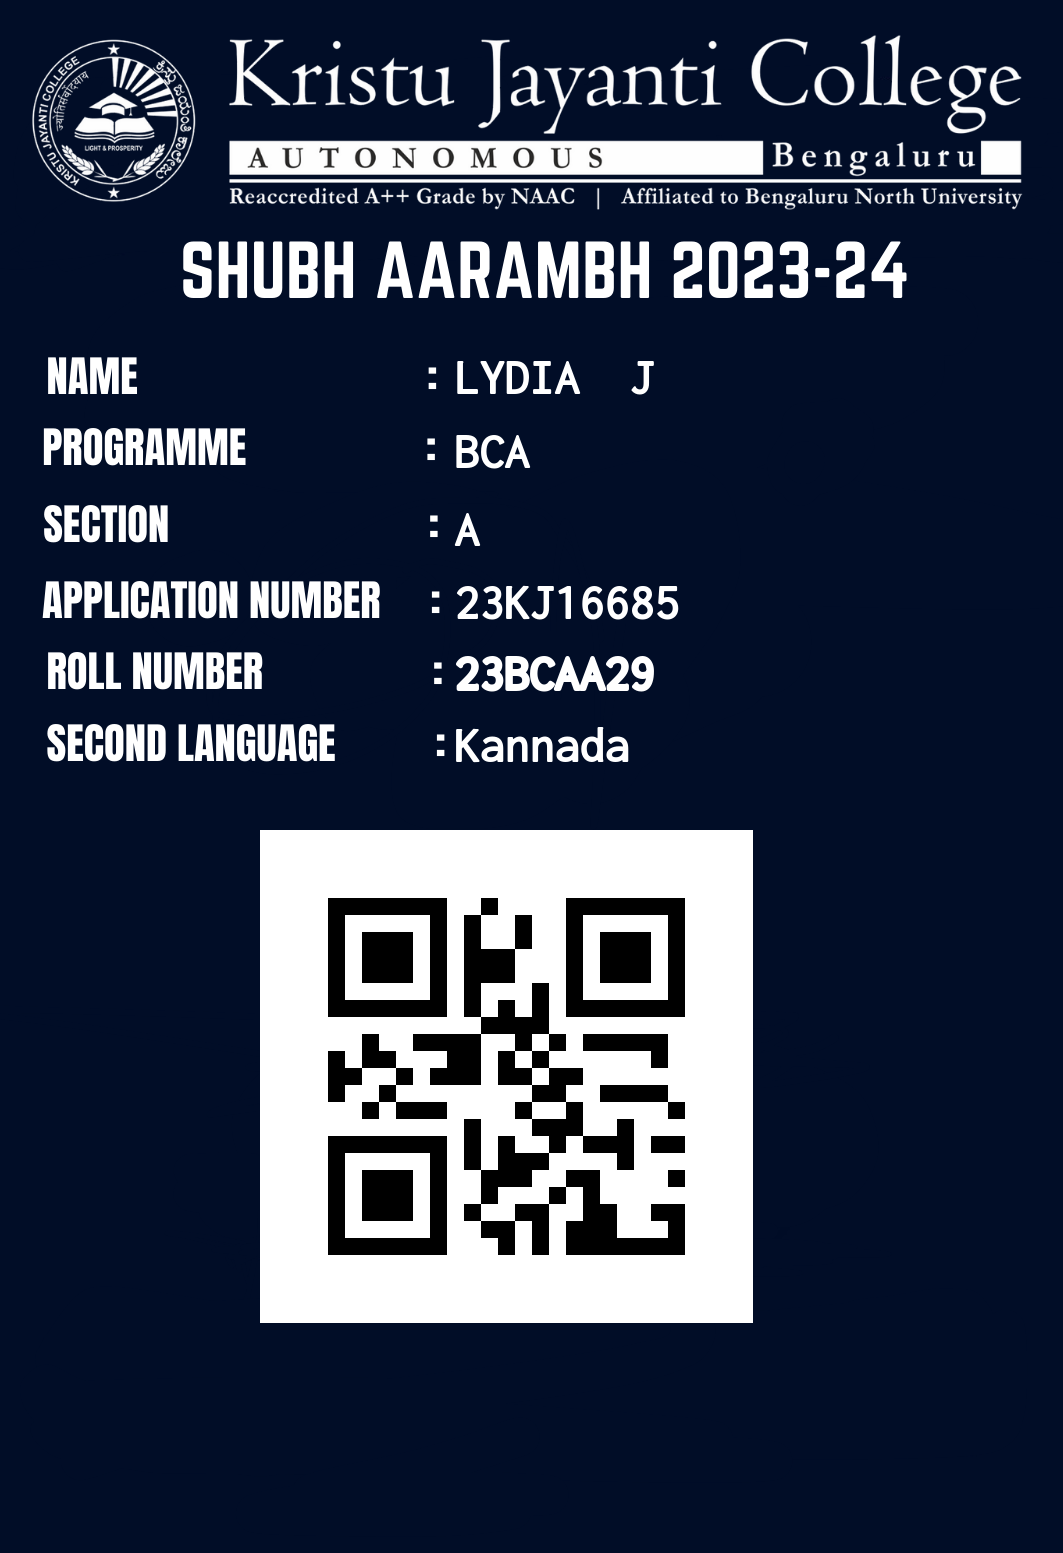 KRISTU JAYANTI COLLEGE
ಕ್ರಿಸ್ತು ಜಯಂತಿ ಕಾಲೇಜು
LIGHT & PROSPERITY
Kristu Jayanti College
AUTONOMOUS Bengaluru
Reaccredited A++ Grade by NAAC | Affiliated to Bengaluru North University
SHUBH AARAMBH 2023-24
NAME : LYDIA J
PROGRAMME : BCA
SECTION : A
APPLICATION NUMBER : 23KJ16685
ROLL NUMBER : 23BCAA29
SECOND LANGUAGE : Kannada